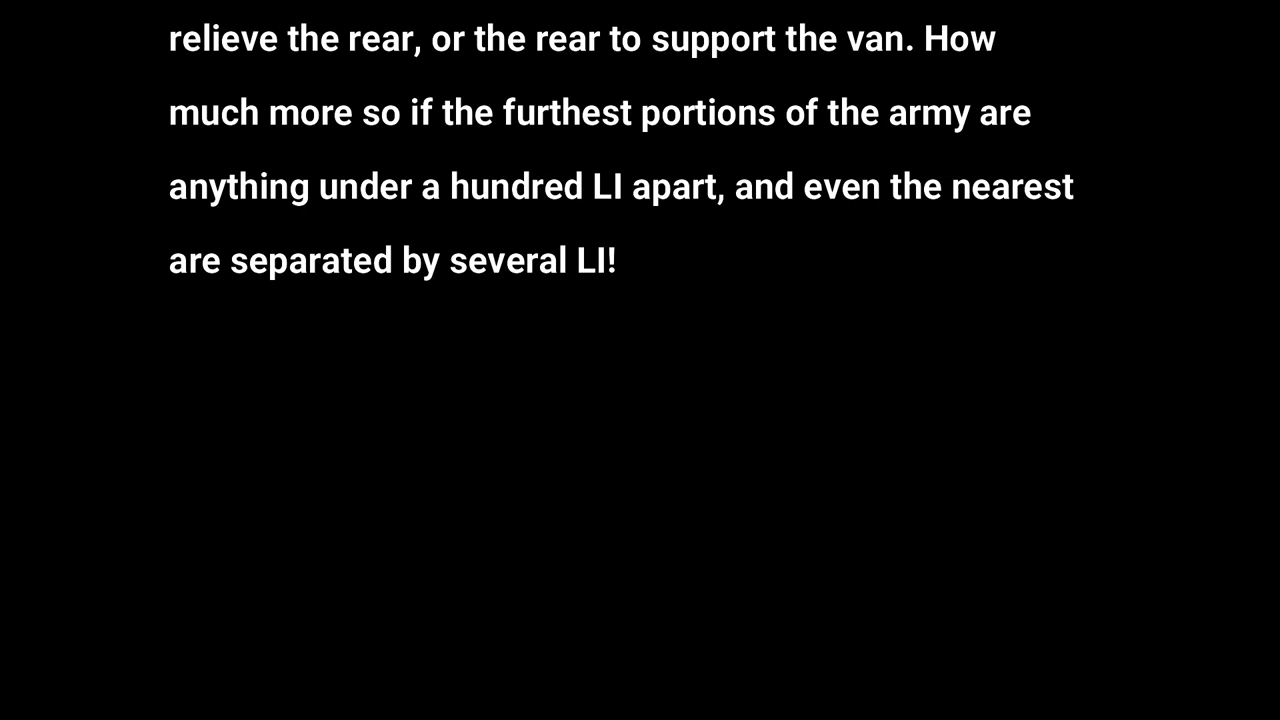 relieve the rear, or the rear to support the van. How
much more so if the furthest portions of the army are
anything under a hundred LI apart, and even the nearest
are separated by several LI!